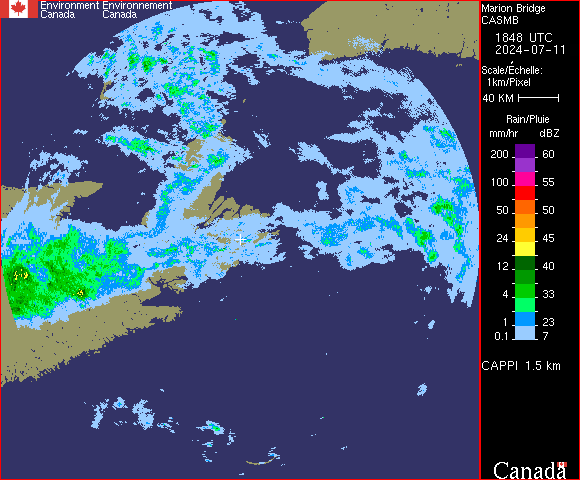 Environment Environnement
Canada Canada
Marion Bridge
CASMB
1848 UTC
2024-07-11
Scale/Échelle:
1km/Pixel
40 KM
Rain/Pluie
mm/hr dBZ
200 60
100 55
50 50
24 45
12 40
4 33
1 23
0.1 7
CAPPI 1.5 km
Canada